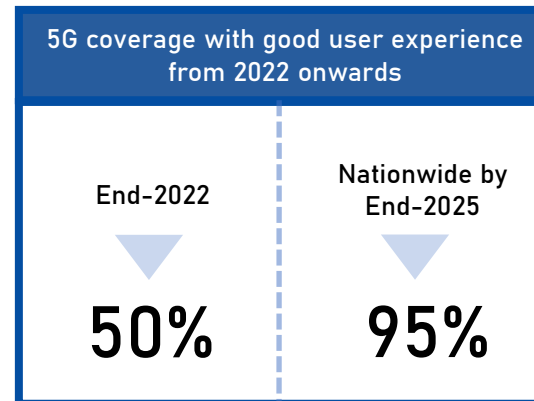 5G coverage with good user experience
from 2022 onwards
End-2022
50%
Nationwide by
End-2025
95%